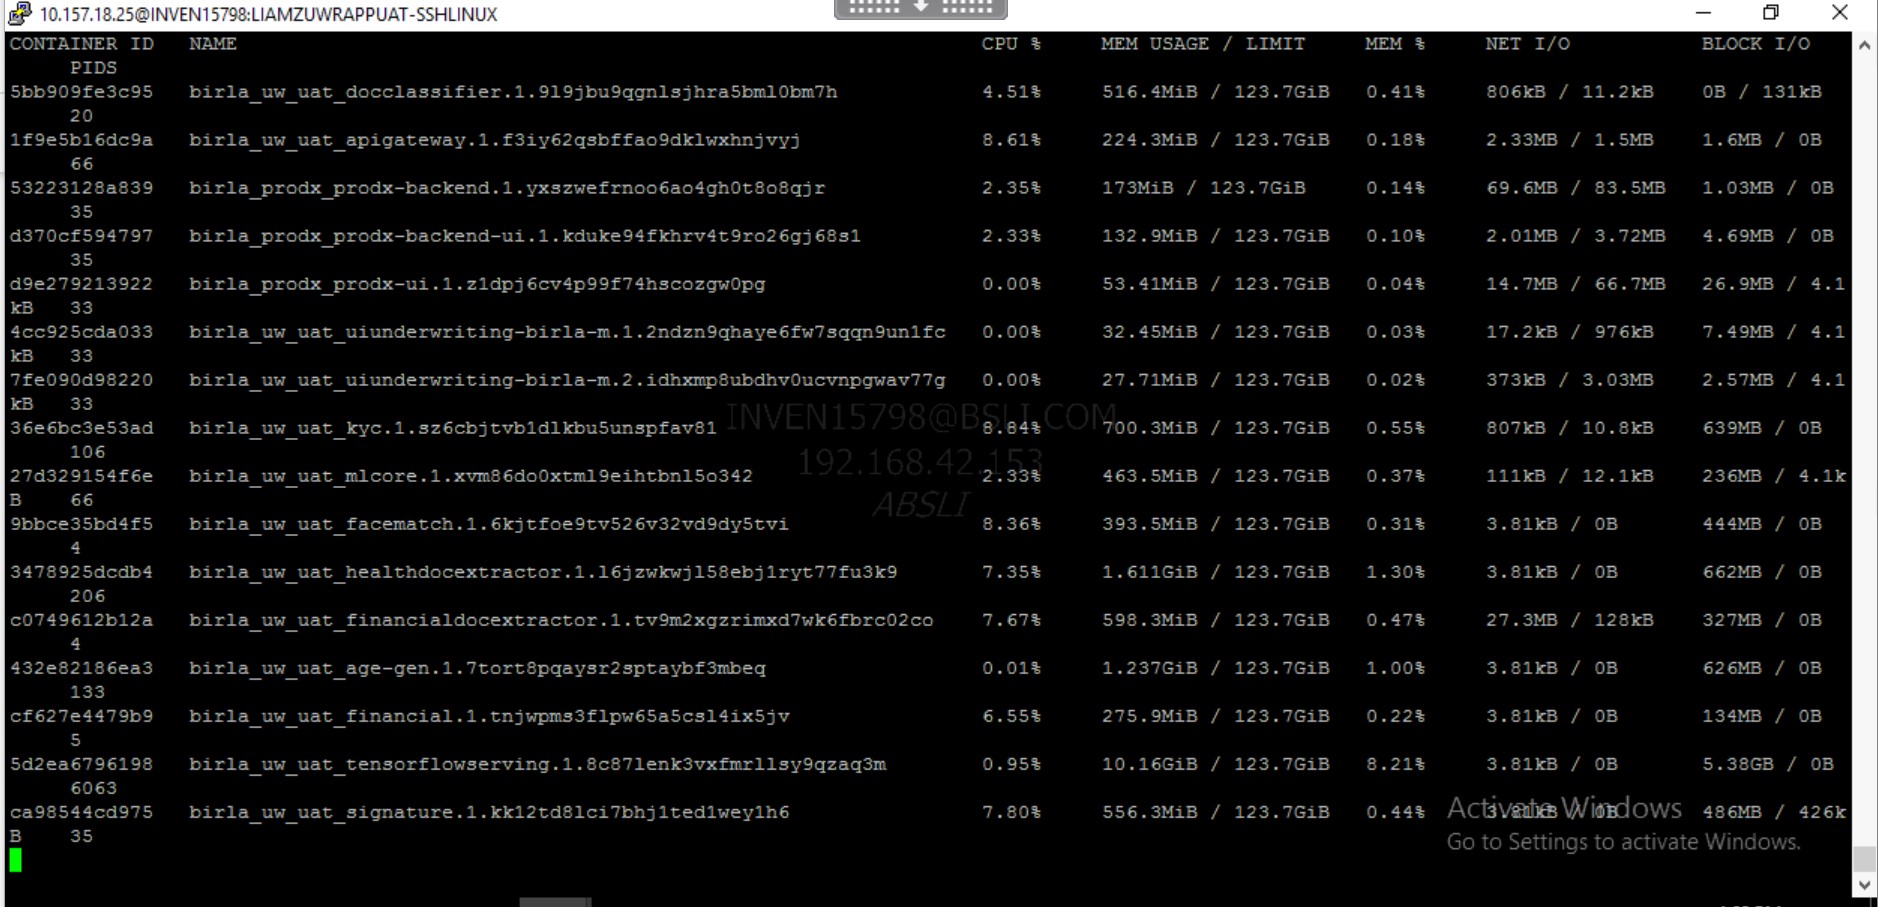 10.157.18.25@INVEN15798:LIAMZUWRAPPUAT-SSHLINUX
CONTAINER ID NAME CPU % MEM USAGE / LIMIT MEM % NET I/O BLOCK I/O
PIDS
5bb909fe3c95 birla_uw_uat_docclassifier.1.9l9jbu9qgnlsjhra5bml0bm7h 4.51% 516.4MiB / 123.7GiB 0.41% 806kB / 11.2kB 0B / 131kB
20
1f9e5b16dc9a birla_uw_uat_apigateway.1.f3iy62qsbffao9dklwxhnjvyj 8.61% 224.3MiB / 123.7GiB 0.18% 2.33MB / 1.5MB 1.6MB / 0B
66
53223128a839 birla_prodx_prodx-backend.1.yxszwefrnoo6ao4gh0t8o8qjr 2.35% 173MiB / 123.7GiB 0.14% 69.6MB / 83.5MB 1.03MB / 0B
35
d370cf594797 birla_prodx_prodx-backend-ui.1.kduke94fkhrv4t9ro26gj68s1 2.33% 132.9MiB / 123.7GiB 0.10% 2.01MB / 3.72MB 4.69MB / 0B
35
d9e279213922 birla_prodx_prodx-ui.1.z1dpj6cv4p99f74hscozgw0pg 0.00% 53.41MiB / 123.7GiB 0.04% 14.7MB / 66.7MB 26.9MB / 4.1
kB 33
4cc925cda033 birla_uw_uat_uiunderwriting-birla-m.1.2ndzn9qhaye6fw7sqqn9un1fc 0.00% 32.45MiB / 123.7GiB 0.03% 17.2kB / 976kB 7.49MB / 4.1
kB 33
7fe090d98220 birla_uw_uat_uiunderwriting-birla-m.2.idhxmp8ubdhv0ucvnpgwav77g 0.00% 27.71MiB / 123.7GiB 0.02% 373kB / 3.03MB 2.57MB / 4.1
kB 33
INVEN15798@BSLI.COM
36e6bc3e53ad birla_uw_uat_kyc.1.sz6cbjtvb1dlkbu5unspfav81 8.84% 700.3MiB / 123.7GiB 0.55% 807kB / 10.8kB 639MB / 0B
106
192.168.42.153
27d329154f6e birla_uw_uat_mlcore.1.xvm86do0xtml9eihtbnl5o342 2.33% 463.5MiB / 123.7GiB 0.37% 111kB / 12.1kB 236MB / 4.1k
B 66
ABSLI
9bbce35bd4f5 birla_uw_uat_facematch.1.6kjtfoe9tv526v32vd9dy5tvi 8.36% 393.5MiB / 123.7GiB 0.31% 3.81kB / 0B 444MB / 0B
4
3478925dcdb4 birla_uw_uat_healthdocextractor.1.l6jzwkwjl58ebj1ryt77fu3k9 7.35% 1.611GiB / 123.7GiB 1.30% 3.81kB / 0B 662MB / 0B
206
c0749612b12a birla_uw_uat_financialdocextractor.1.tv9m2xgzrimxd7wk6fbrc02co 7.67% 598.3MiB / 123.7GiB 0.47% 27.3MB / 128kB 327MB / 0B
4
432e82186ea3 birla_uw_uat_age-gen.1.7tort8pqaysr2sptaybf3mbeq 0.01% 1.237GiB / 123.7GiB 1.00% 3.81kB / 0B 626MB / 0B
133
cf627e4479b9 birla_uw_uat_financial.1.tnjwpms3flpw65a5csl4ix5jv 6.55% 275.9MiB / 123.7GiB 0.22% 3.81kB / 0B 134MB / 0B
5
5d2ea6796198 birla_uw_uat_tensorflowserving.1.8c87lenk3vxfmrllsy9qzaq3m 0.95% 10.16GiB / 123.7GiB 8.21% 3.81kB / 0B 5.38GB / 0B
6063
ca98544cd975 birla_uw_uat_signature.1.kk12td8lci7bhj1ted1wey1h6 7.80% 556.3MiB / 123.7GiB 0.44% 3.81kB / 0B 486MB / 426k
B 35
Activate Windows
Go to Settings to activate Windows.